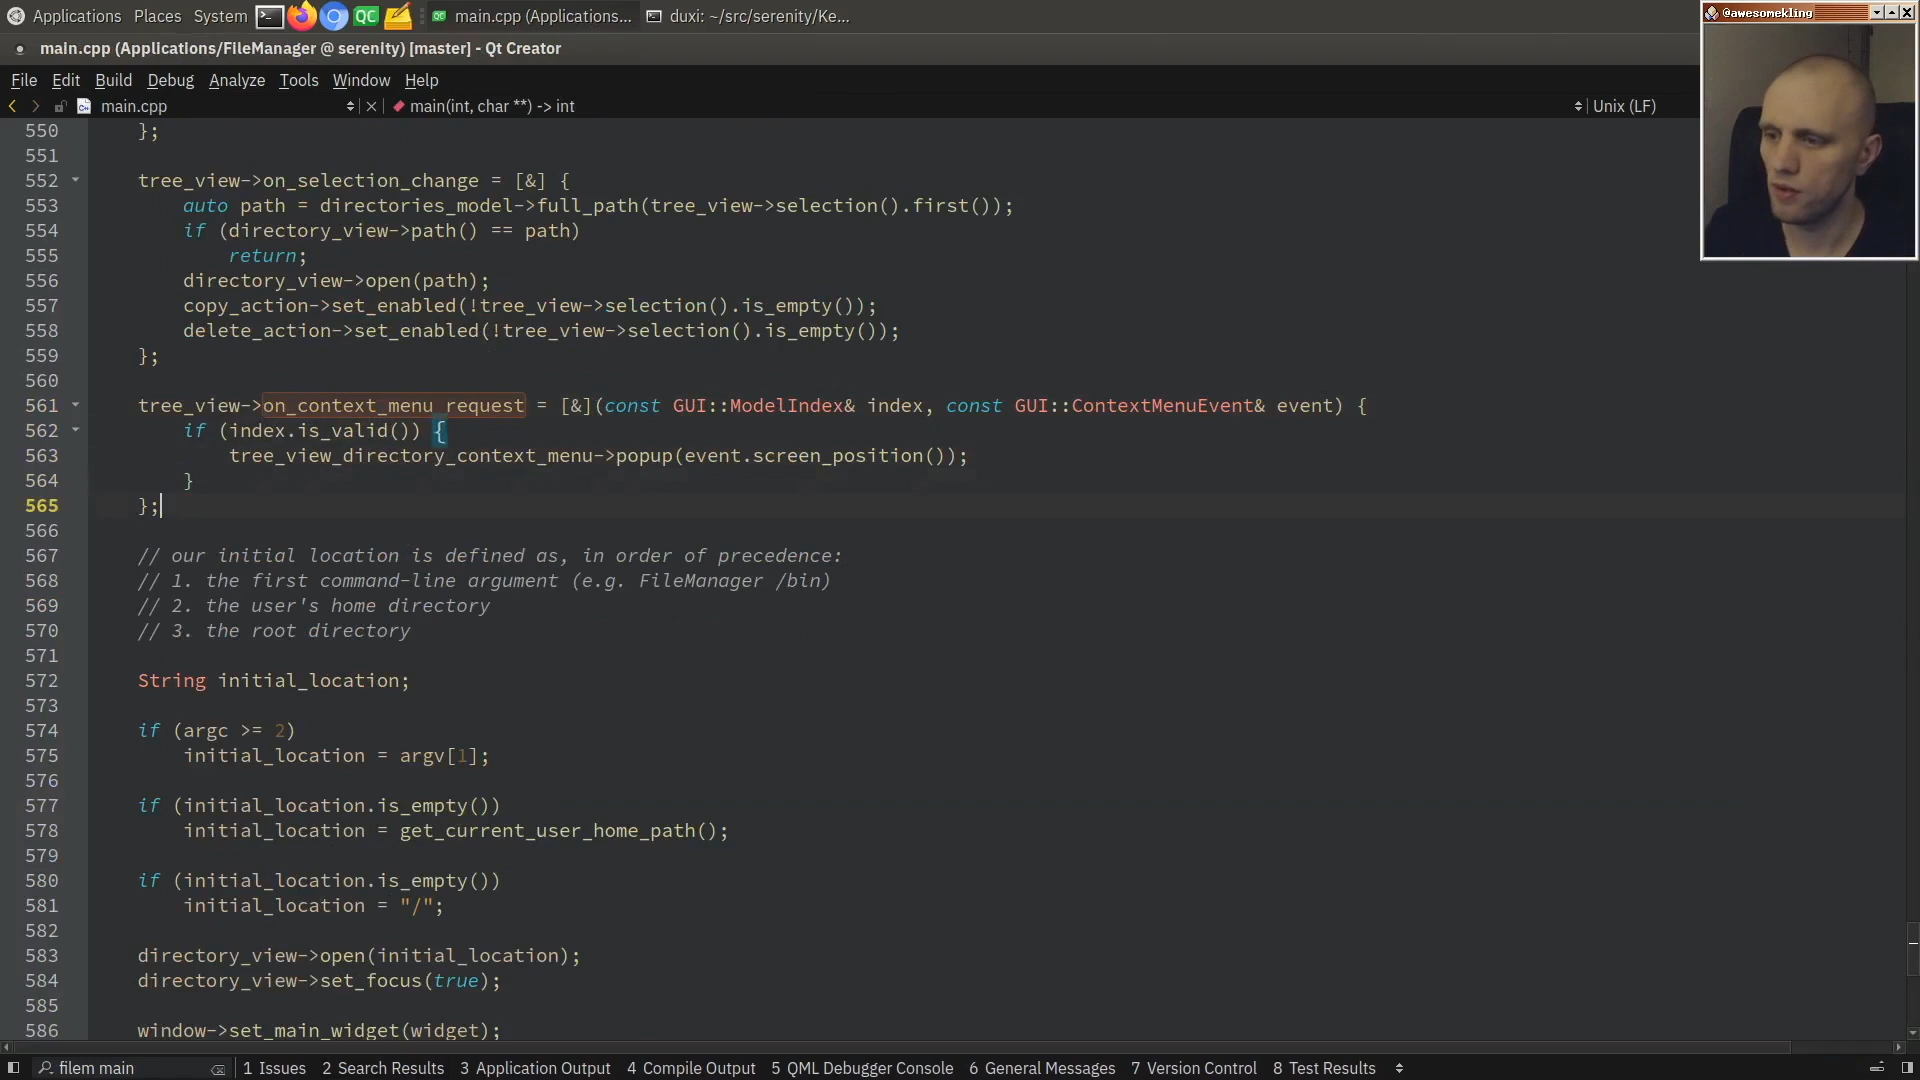 Applications Places System main.cpp (Applications... duxi: ~/src/serenity/Ke...
@awesomekling
main.cpp (Applications/FileManager @ serenity) [master] - Qt Creator
File Edit Build Debug Analyze Tools Window Help
main.cpp main(int, char **) -> int Unix (LF)
550 };
551
552 tree_view->on_selection_change = [&] {
553 auto path = directories_model->full_path(tree_view->selection().first());
554 if (directory_view->path() == path)
555 return;
556 directory_view->open(path);
557 copy_action->set_enabled(!tree_view->selection().is_empty());
558 delete_action->set_enabled(!tree_view->selection().is_empty());
559 };
560
561 tree_view->on_context_menu_request = [&](const GUI::ModelIndex& index, const GUI::ContextMenuEvent& event) {
562 if (index.is_valid()) {
563 tree_view_directory_context_menu->popup(event.screen_position());
564 }
565 };
566
567 // our initial location is defined as, in order of precedence:
568 // 1. the first command-line argument (e.g. FileManager /bin)
569 // 2. the user's home directory
570 // 3. the root directory
571
572 String initial_location;
573
574 if (argc >= 2)
575 initial_location = argv[1];
576
577 if (initial_location.is_empty())
578 initial_location = get_current_user_home_path();
579
580 if (initial_location.is_empty())
581 initial_location = "/";
582
583 directory_view->open(initial_location);
584 directory_view->set_focus(true);
585
586 window->set_main_widget(widget);
filem main 1 Issues 2 Search Results 3 Application Output 4 Compile Output 5 QML Debugger Console 6 General Messages 7 Version Control 8 Test Results